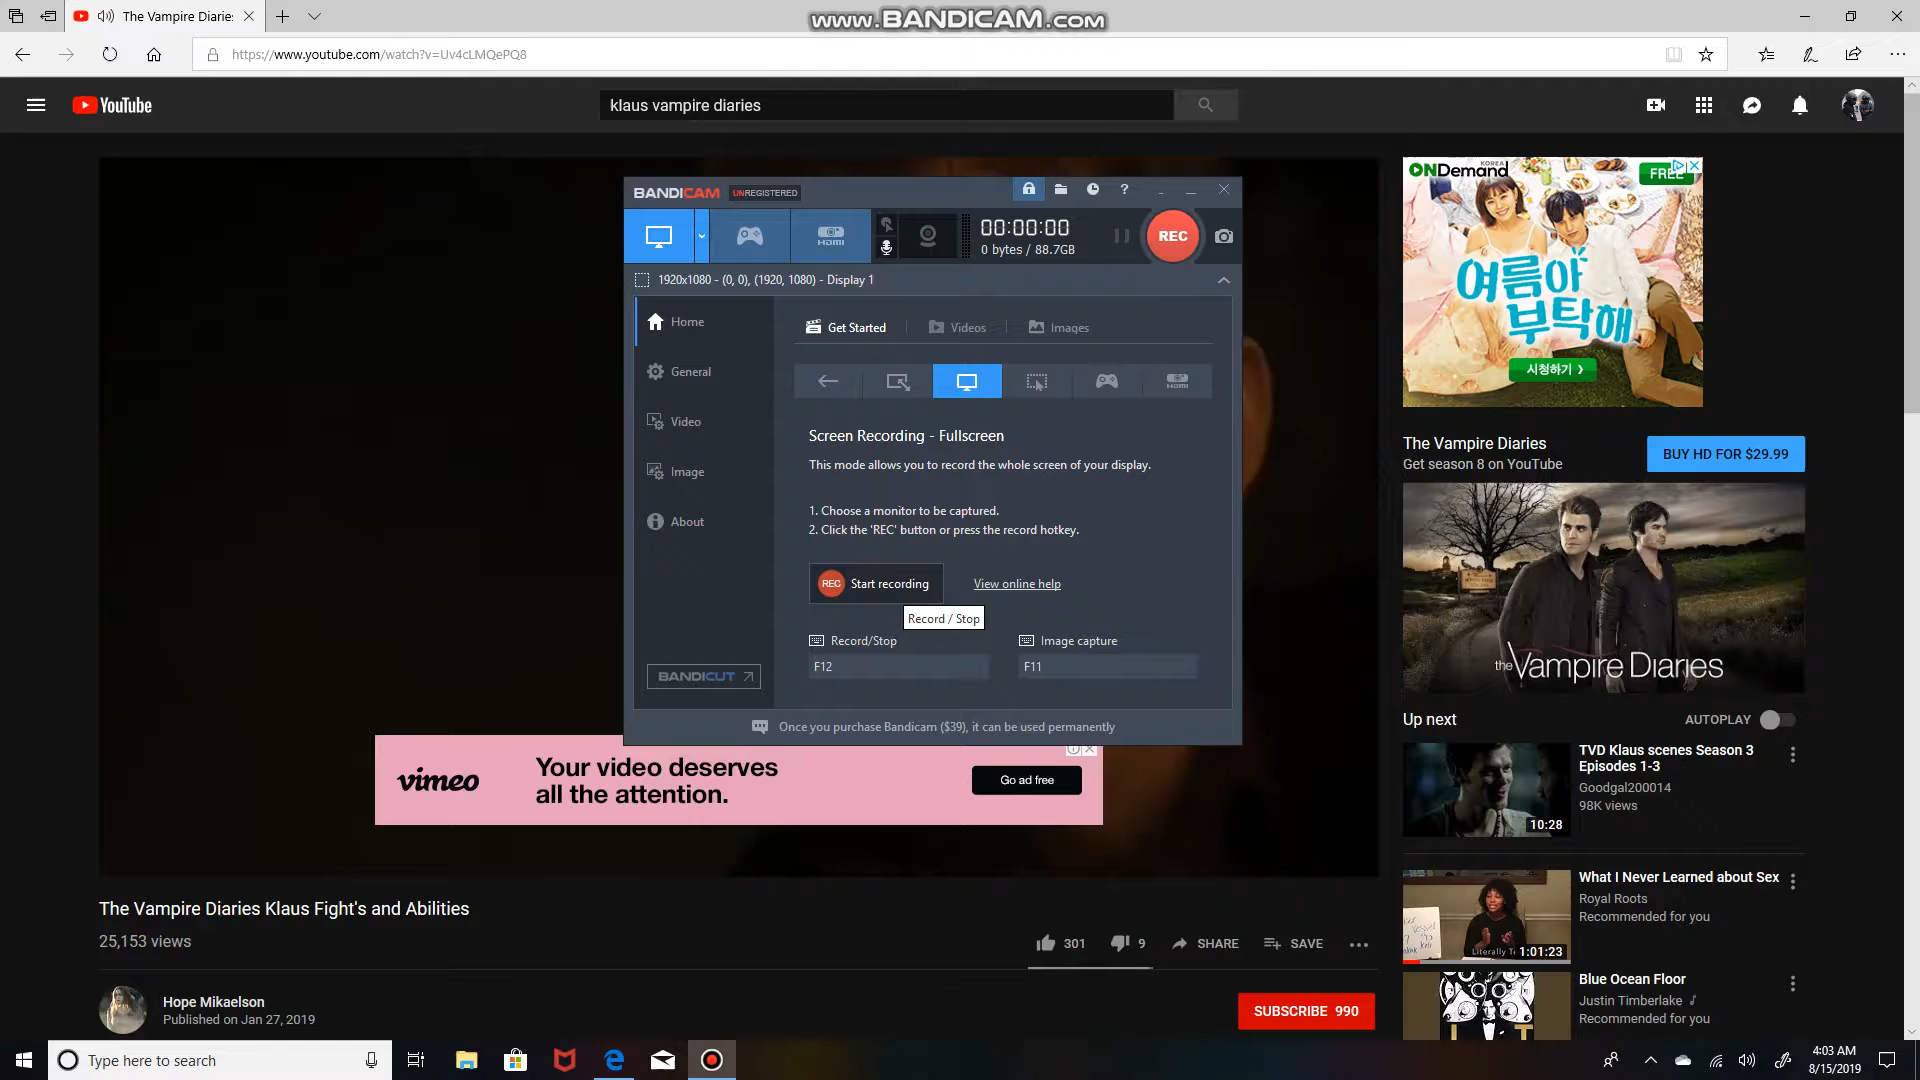 The Vampire Diaries
www.BANDICAM.com
https://www.youtube.com/watch?v=Uv4cLMQePQ8
YouTube
klaus vampire diaries
BANDICAM UNREGISTERED
?
HDMI
00:00:00
0 bytes / 88.7GB
REC
1920x1080 - (0, 0), (1920, 1080) - Display 1
Home
General
Video
Image
About
BANDICUT
Get Started
Videos
Images
HDMI
Screen Recording - Fullscreen
This mode allows you to record the whole screen of your display.
1. Choose a monitor to be captured.
2. Click the 'REC' button or press the record hotkey.
REC Start recording
View online help
Record / Stop
Record/Stop
Image capture
F12
F11
Once you purchase Bandicam ($39), it can be used permanently
vimeo
Your video deserves
all the attention.
Go ad free
The Vampire Diaries Klaus Fight's and Abilities
25,153 views
301
9
SHARE
SAVE
Hope Mikaelson
Published on Jan 27, 2019
SUBSCRIBE 990
ONDemand KOREA
FREE
여름아
부탁해
시청하기 >
The Vampire Diaries
Get season 8 on YouTube
BUY HD FOR $29.99
the Vampire Diaries
Up next
AUTOPLAY
TVD Klaus scenes Season 3
Episodes 1-3
Goodgal200014
98K views
10:28
What I Never Learned about Sex
Royal Roots
Recommended for you
1:01:23
Blue Ocean Floor
Justin Timberlake
Recommended for you
Type here to search
4:03 AM
8/15/2019